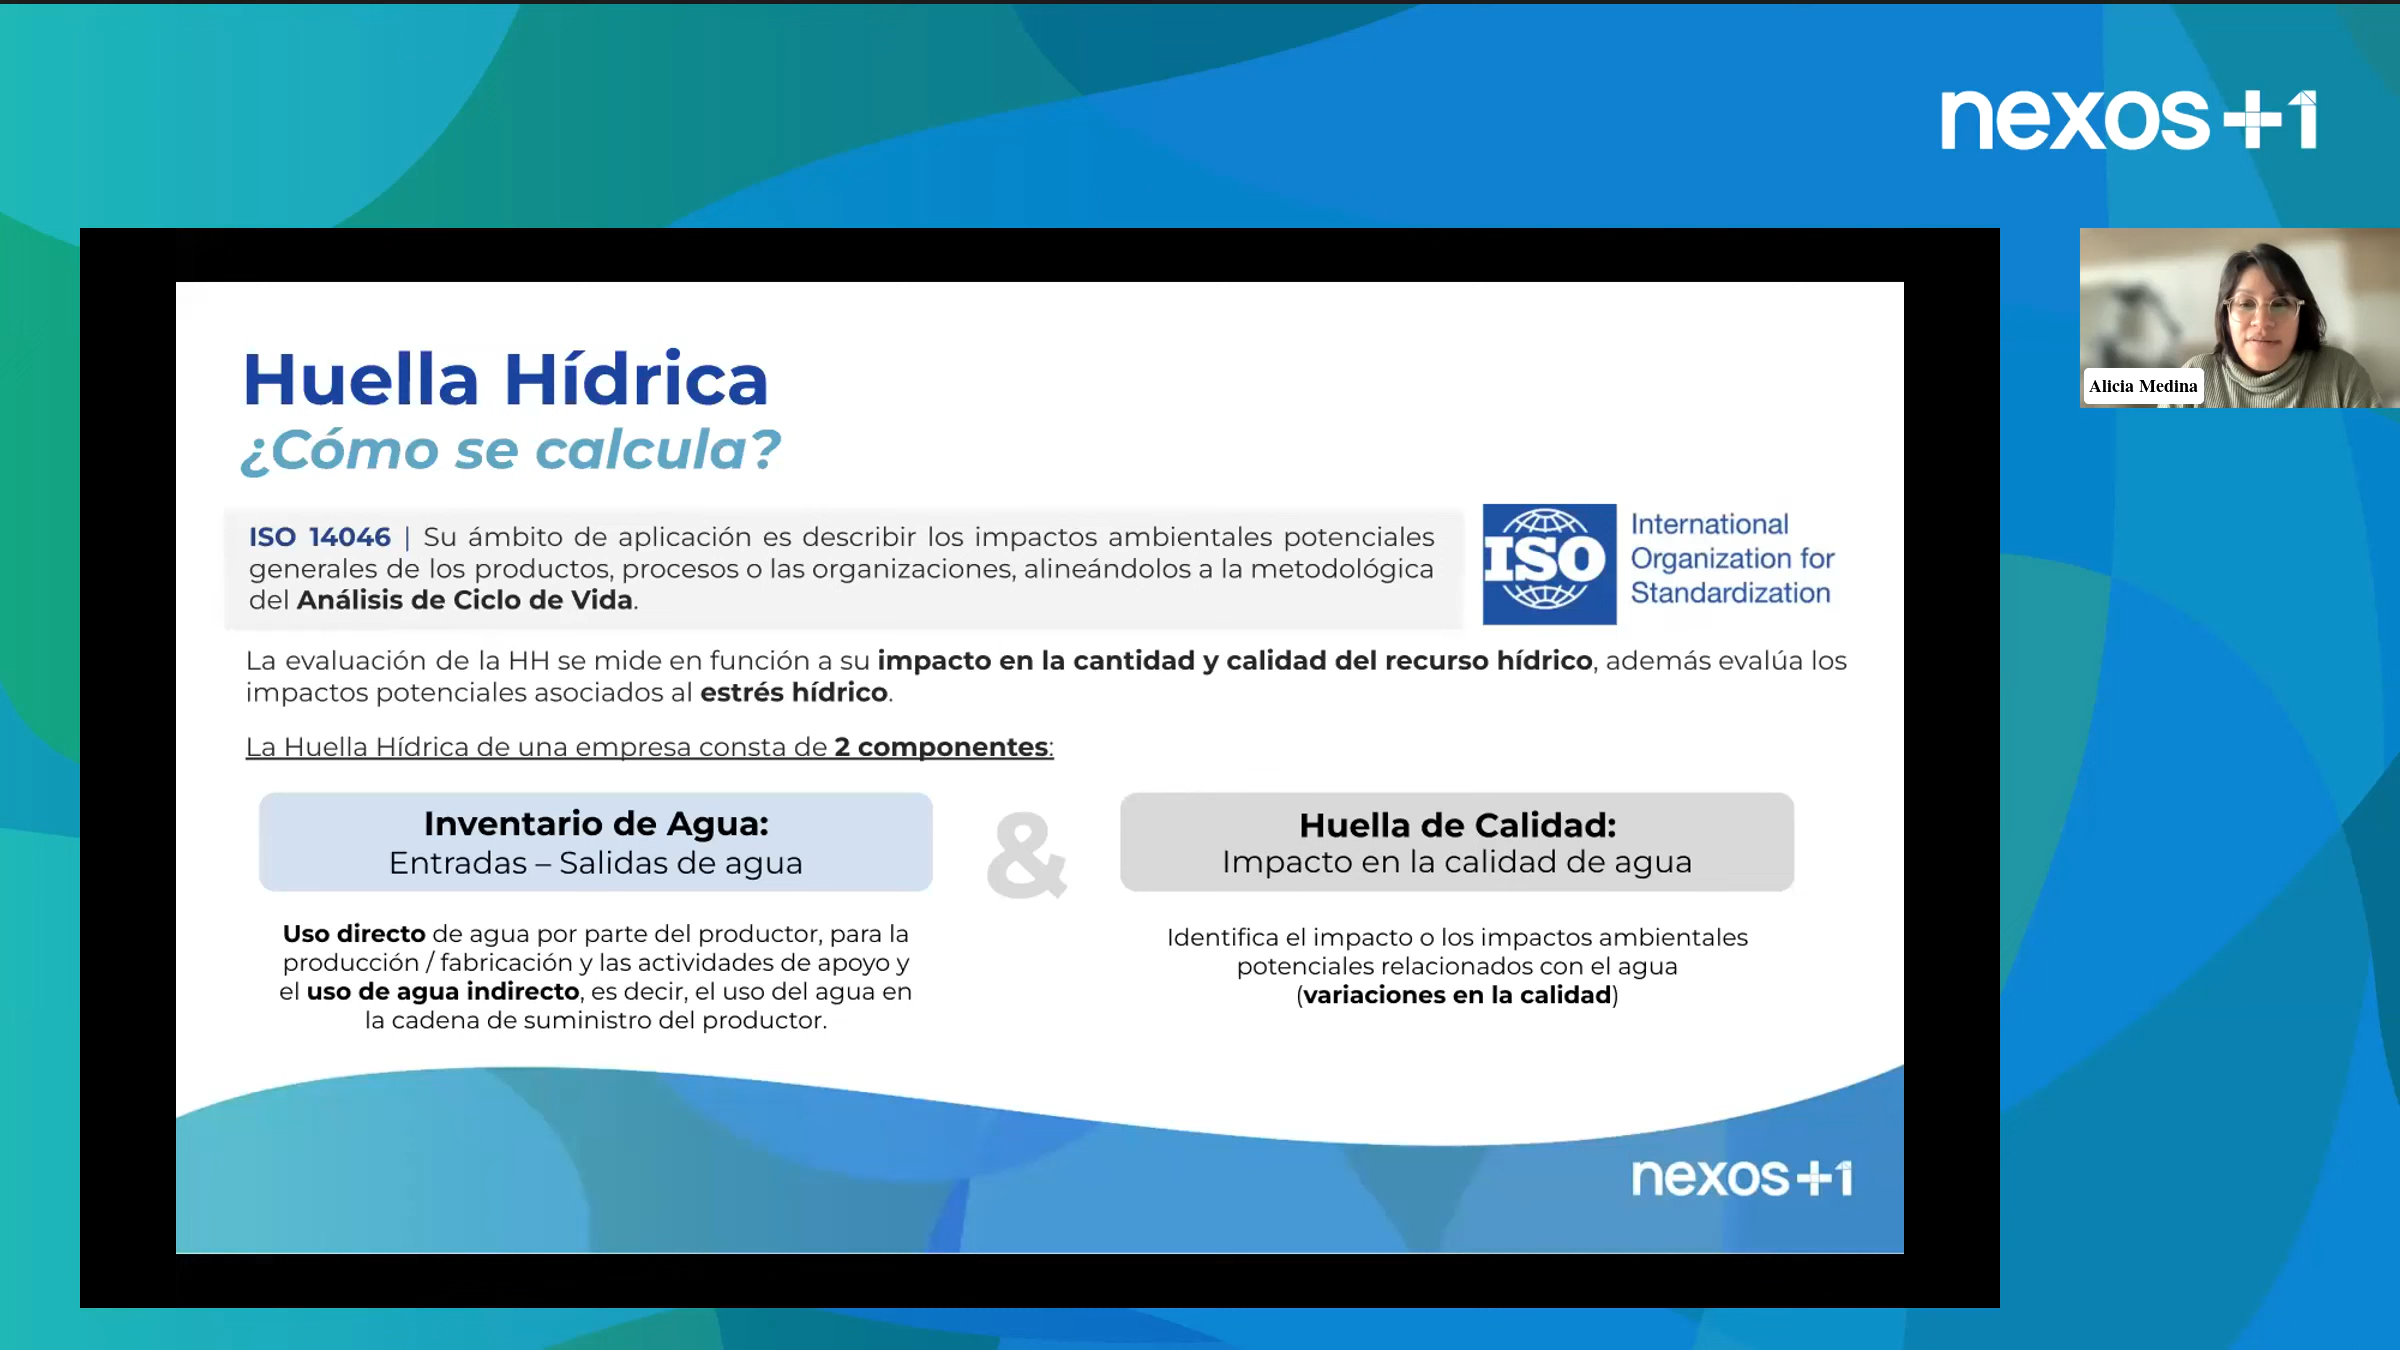 nexos+1
Alicia Medina
Huella Hídrica
¿Cómo se calcula?
ISO 14046 | Su ámbito de aplicación es describir los impactos ambientales potenciales
generales de los productos, procesos o las organizaciones, alineándolos a la metodológica
del Análisis de Ciclo de Vida.
ISO
International
Organization for
Standardization
La evaluación de la HH se mide en función a su impacto en la cantidad y calidad del recurso hídrico, además evalúa los
impactos potenciales asociados al estrés hídrico.
La Huella Hídrica de una empresa consta de 2 componentes:
Inventario de Agua:
Entradas – Salidas de agua
&
Huella de Calidad:
Impacto en la calidad de agua
Uso directo de agua por parte del productor, para la
producción / fabricación y las actividades de apoyo y
el uso de agua indirecto, es decir, el uso del agua en
la cadena de suministro del productor.
Identifica el impacto o los impactos ambientales
potenciales relacionados con el agua
(variaciones en la calidad)
nexos+1